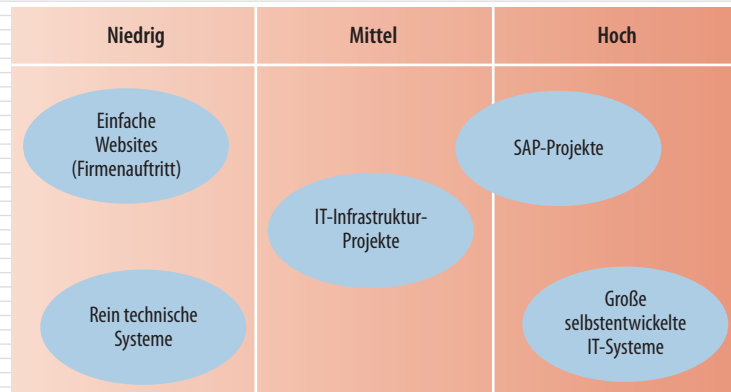 Niedrig
Mittel
Hoch
Einfache
Websites
(Firmenauftritt)
SAP-Projekte
IT-Infrastruktur-
Projekte
Rein technische
Systeme
Große
selbstentwickelte
IT-Systeme